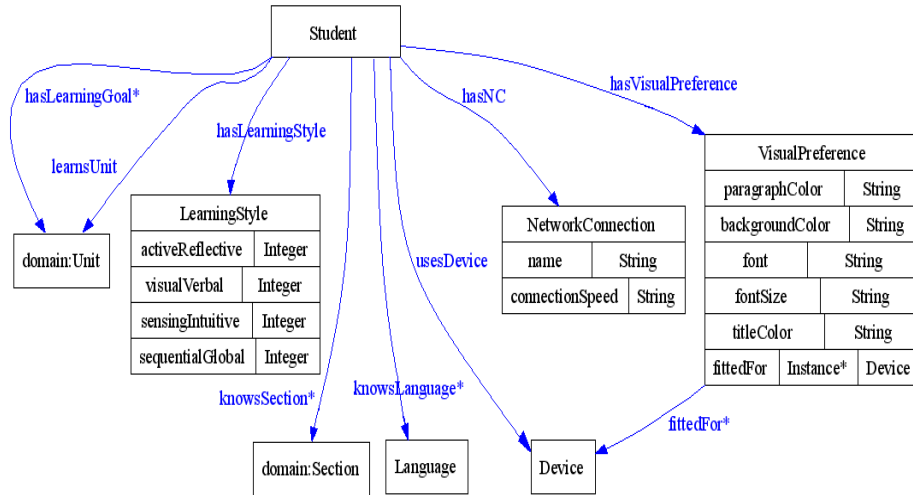 Student
hasLearningGoal*
learnsUnit
hasLearningStyle
hasNC
hasVisualPreference
domain:Unit
LearningStyle
activeReflective Integer
visualVerbal Integer
sensingIntuitive Integer
sequentialGlobal Integer
usesDevice
NetworkConnection
name String
connectionSpeed String
VisualPreference
paragraphColor String
backgroundColor String
font String
fontSize String
titleColor String
fittedFor Instance* Device
knowsSection*
knowsLanguage*
fittedFor*
domain:Section
Language
Device